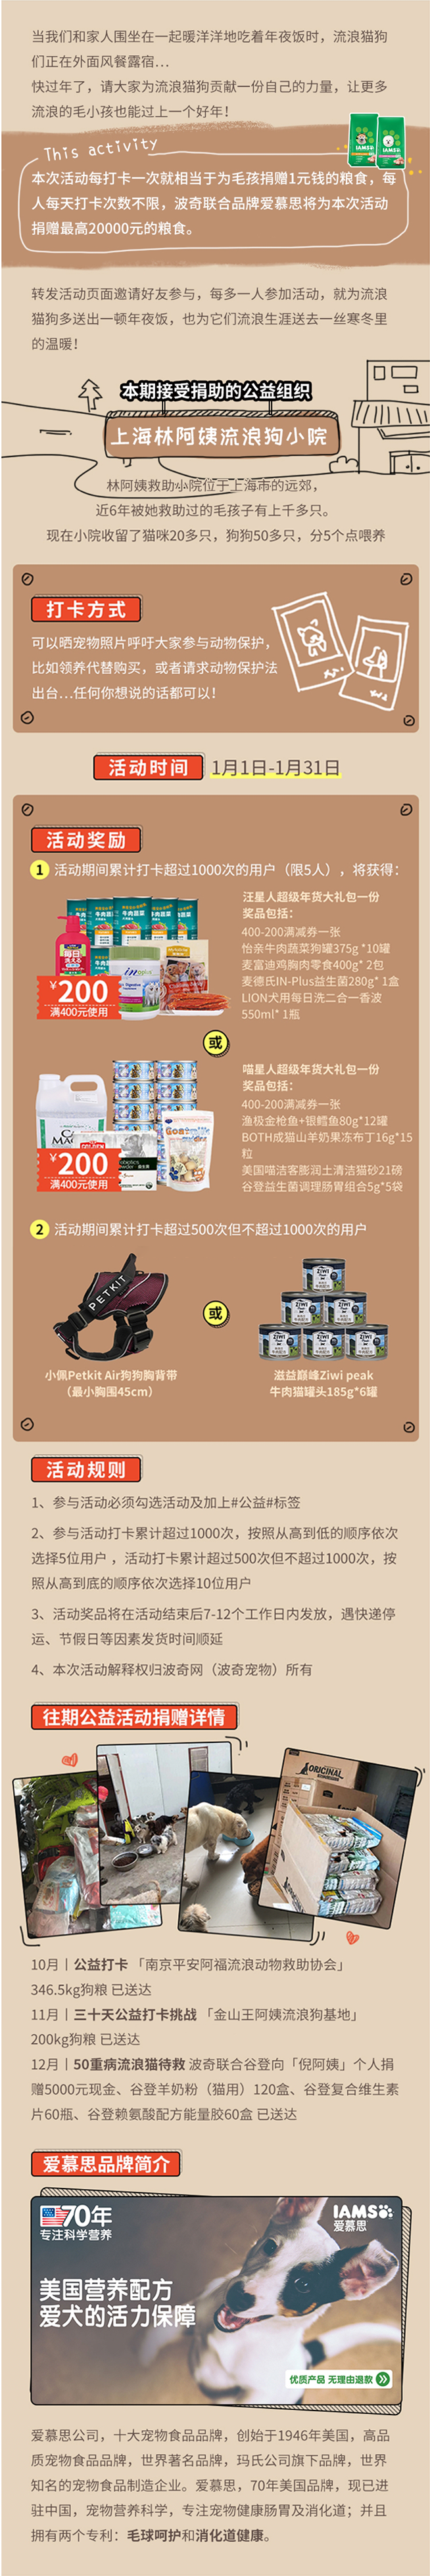 当我们和家人围坐在一起暖洋洋地吃着年夜饭时，流浪猫狗
们正在外面风餐露宿…
快过年了，请大家为流浪猫狗贡献一份自己的力量，让更多
流浪的毛小孩也能过上一个好年！
This activity
IAMS
本次活动每打卡一次就相当于为毛孩捐赠1元钱的粮食，每
人每天打卡次数不限，波奇联合品牌爱慕思将为本次活动
捐赠最高20000元的粮食。
转发活动页面邀请好友参与，每多一人参加活动，就为流浪
猫狗多送出一顿年夜饭，也为它们流浪生涯送去一丝寒冬里
的温暖！
本期接受捐助的公益组织
上海林阿姨流浪狗小院
林阿姨救助小院位于上海市的远郊，
近6年被她救助过的毛孩子有上千多只。
现在小院收留了猫咪20多只，狗狗50多只，分5个点喂养
打卡方式
可以晒宠物照片呼吁大家参与动物保护，
比如领养代替购买，或者请求动物保护法
出台…任何你想说的话都可以！
活动时间 1月1日-1月31日
活动奖励
1 活动期间累计打卡超过1000次的用户（限5人），将获得：
汪星人超级年货大礼包一份
奖品包括：
400-200满减券一张
怡亲牛肉蔬菜狗罐375g *10罐
麦富迪鸡胸肉零食400g* 2包
麦德氏IN-Plus益生菌280g* 1盒
LION犬用每日洗二合一香波
550ml* 1瓶
¥200
满400元使用
或
喵星人超级年货大礼包一份
奖品包括：
400-200满减券一张
渔极金枪鱼+银鳕鱼80g*12罐
BOTH成猫山羊奶果冻布丁16g*15
粒
美国喵洁客膨润土清洁猫砂21磅
谷登益生菌调理肠胃组合5g*5袋
¥200
满400元使用
2 活动期间累计打卡超过500次但不超过1000次的用户
PETKIT
或
ZIWI
小佩Petkit Air狗狗胸背带
（最小胸围45cm）
滋益巅峰Ziwi peak
牛肉猫罐头185g*6罐
活动规则
1、参与活动必须勾选活动及加上#公益#标签
2、参与活动打卡累计超过1000次，按照从高到低的顺序依次
选择5位用户 ，活动打卡累计超过500次但不超过1000次，按
照从高到底的顺序依次选择10位用户
3、活动奖品将在活动结束后7-12个工作日内发放，遇快递停
运、节假日等因素发货时间顺延
4、本次活动解释权归波奇网（波奇宠物）所有
往期公益活动捐赠详情
10月丨公益打卡 「南京平安阿福流浪动物救助协会」
346.5kg狗粮 已送达
11月丨三十天公益打卡挑战 「金山王阿姨流浪狗基地」
200kg狗粮 已送达
12月丨50重病流浪猫待救 波奇联合谷登向「倪阿姨」个人捐
赠5000元现金、谷登羊奶粉（猫用）120盒、谷登复合维生素
片60瓶、谷登赖氨酸配方能量胶60盒 已送达
爱慕思品牌简介
70年
专注科学营养
IAMS
爱慕思
美国营养配方
爱犬的活力保障
优质产品 无理由退款
爱慕思公司，十大宠物食品品牌，创始于1946年美国，高品
质宠物食品品牌，世界著名品牌，玛氏公司旗下品牌，世界
知名的宠物食品制造企业。爱慕思，70年美国品牌，现已进
驻中国，宠物营养科学，专注宠物健康肠胃及消化道；并且
拥有两个专利：毛球呵护和消化道健康。